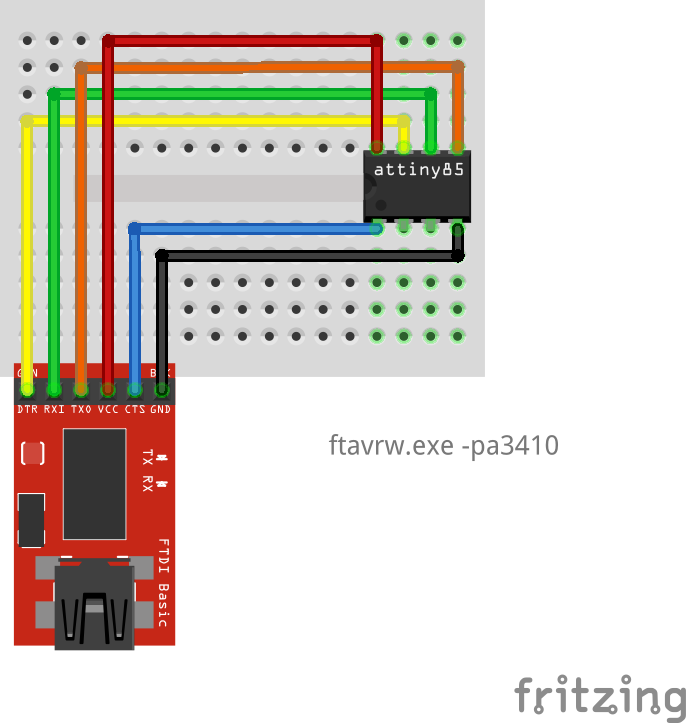 attiny85
GRN BLK
DTR RXI TXO VCC CTS GND
TX RX
FTDI Basic
ftavrw.exe -pa3410
fritzing